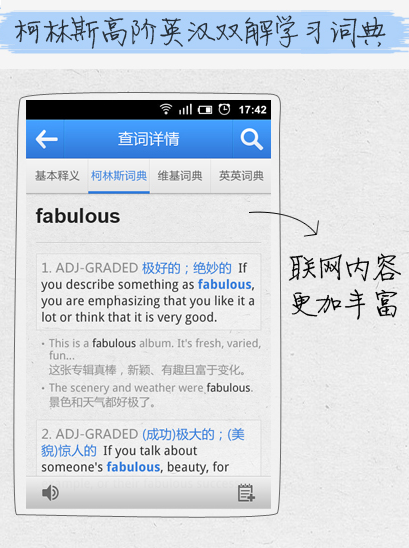 柯林斯高阶英汉双解学习词典
17:42
查词详情
基本释义 柯林斯词典 维基词典 英英词典
fabulous
1. ADJ-GRADED 极好的；绝妙的 If
you describe something as fabulous,
you are emphasizing that you like it a
lot or think that it is very good.
• This is a fabulous album. It's fresh, varied,
fun...
这张专辑真棒，新颖、有趣且富于变化。
• The scenery and weather were fabulous.
景色和天气都好极了。
2. ADJ-GRADED (成功)极大的；(美
貌)惊人的 If you talk about
someone's fabulous, beauty, for
联网内容
更加丰富